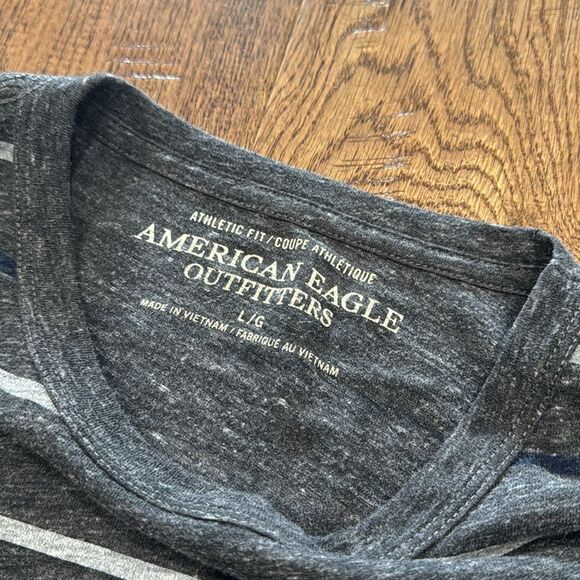 ATHLETIC FIT/COUPE ATHLÉTIQUE
AMERICAN EAGLE
OUTFITTERS
L/G
MADE IN VIETNAM / FABRIQUÉ AU VIETNAM